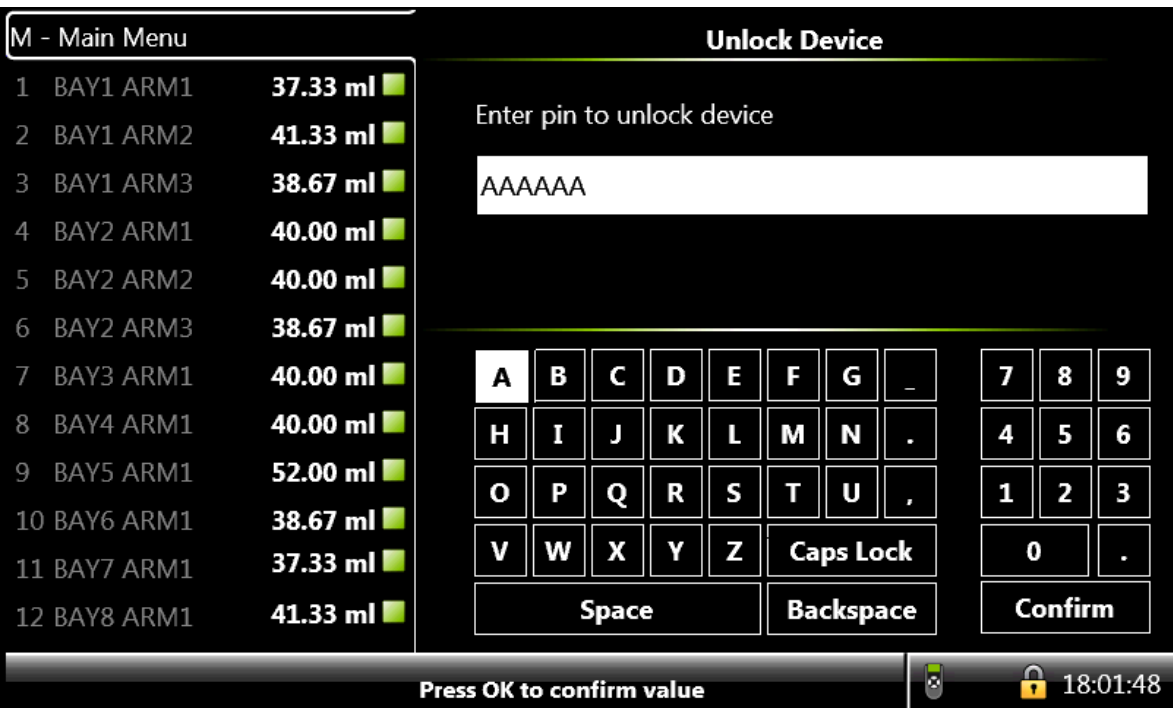 M - Main Menu
1 BAY1 ARM1 37.33 ml
2 BAY1 ARM2 41.33 ml
3 BAY1 ARM3 38.67 ml
4 BAY2 ARM1 40.00 ml
5 BAY2 ARM2 40.00 ml
6 BAY2 ARM3 38.67 ml
7 BAY3 ARM1 40.00 ml
8 BAY4 ARM1 40.00 ml
9 BAY5 ARM1 52.00 ml
10 BAY6 ARM1 38.67 ml
11 BAY7 ARM1 37.33 ml
12 BAY8 ARM1 41.33 ml
Unlock Device
Enter pin to unlock device
AAAAAA
A B C D E F G _ 7 8 9
H I J K L M N . 4 5 6
O P Q R S T U , 1 2 3
V W X Y Z Caps Lock 0 .
Space Backspace Confirm
Press OK to confirm value 18:01:48